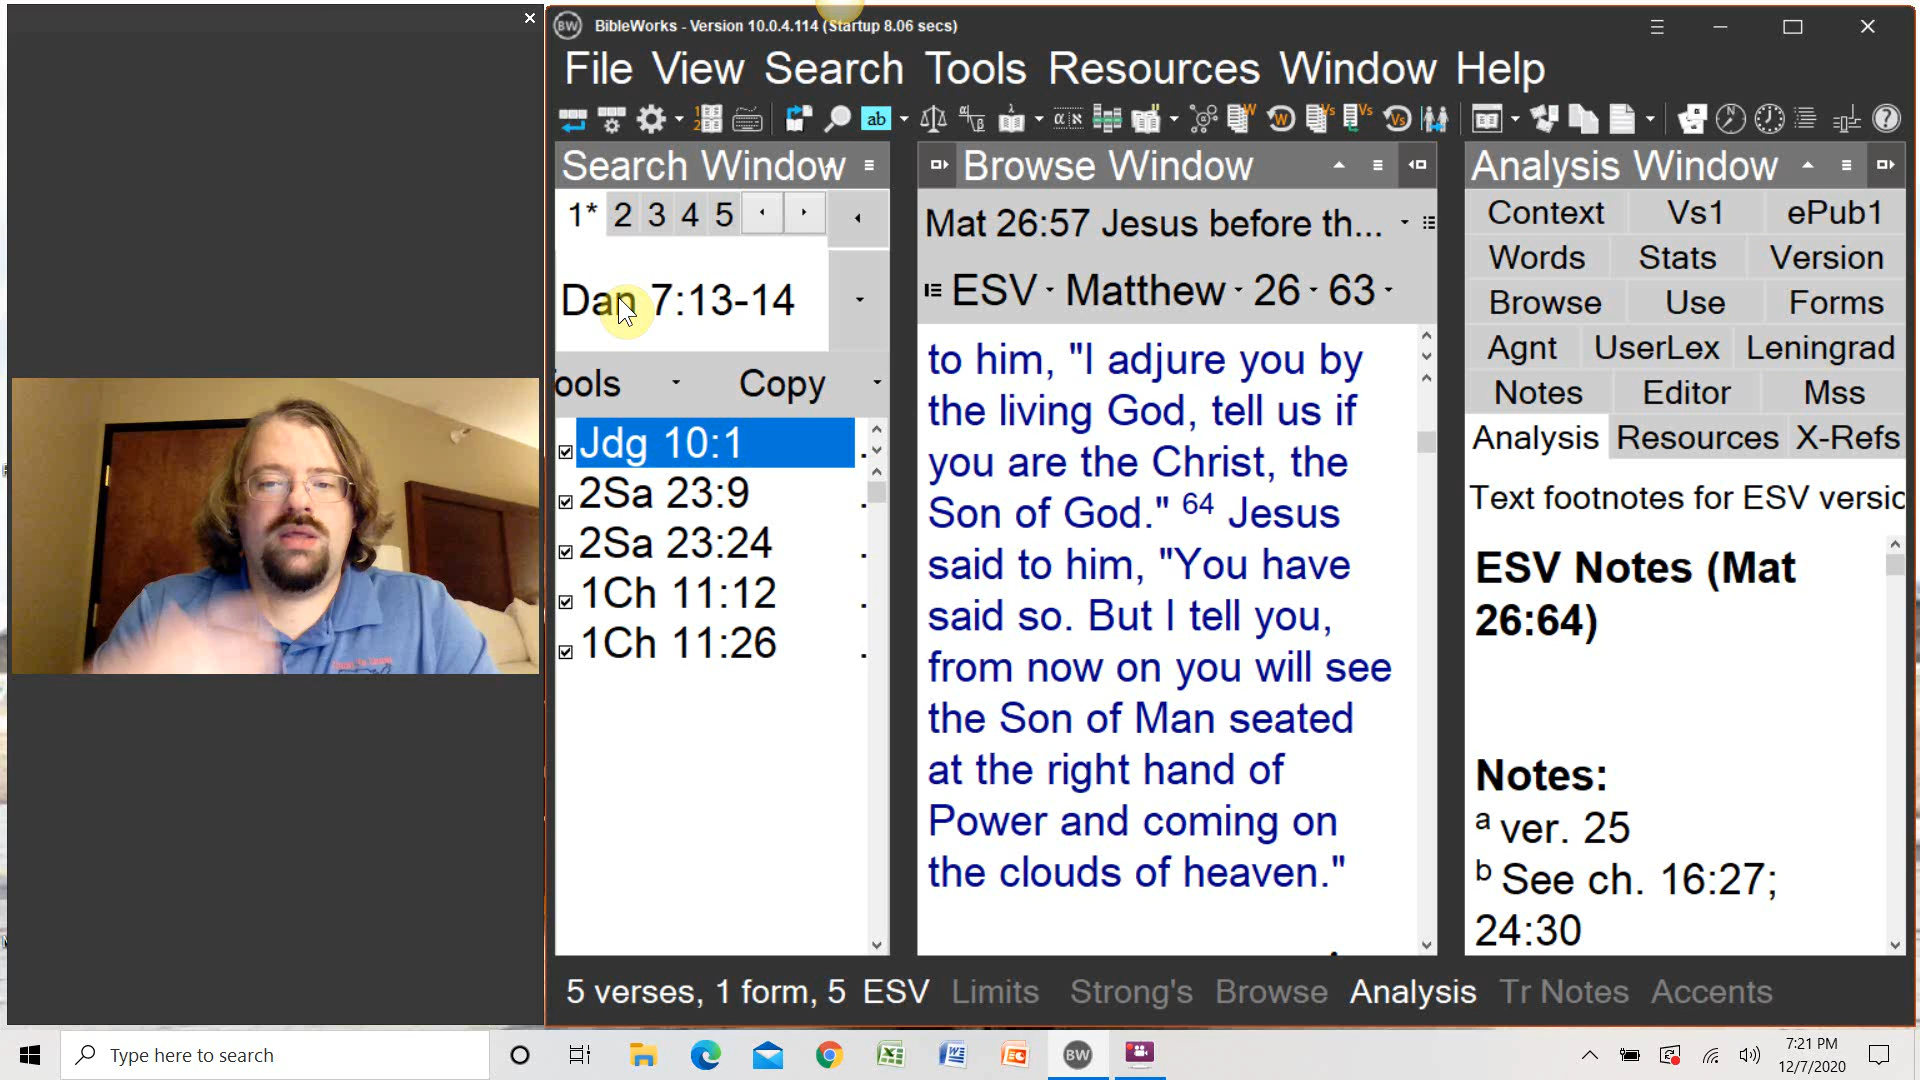 BW BibleWorks - Version 10.0.4.114 (Startup 8.06 secs)
File View Search Tools Resources Window Help
Search Window
1* 2 3 4 5
Dan 7:13-14
ools Copy
Jdg 10:1
2Sa 23:9
2Sa 23:24
1Ch 11:12
1Ch 11:26
Browse Window
Mat 26:57 Jesus before th...
ESV Matthew 26 63
to him, "I adjure you by
the living God, tell us if
you are the Christ, the
Son of God." 64 Jesus
said to him, "You have
said so. But I tell you,
from now on you will see
the Son of Man seated
at the right hand of
Power and coming on
the clouds of heaven."
Analysis Window
Context Vs1 ePub1
Words Stats Version
Browse Use Forms
Agnt UserLex Leningrad
Notes Editor Mss
Analysis Resources X-Refs
Text footnotes for ESV versio
ESV Notes (Mat
26:64)
Notes:
a ver. 25
b See ch. 16:27;
24:30
5 verses, 1 form, 5 ESV Limits Strong's Browse Analysis Tr Notes Accents
Type here to search
BW
7:21 PM
12/7/2020